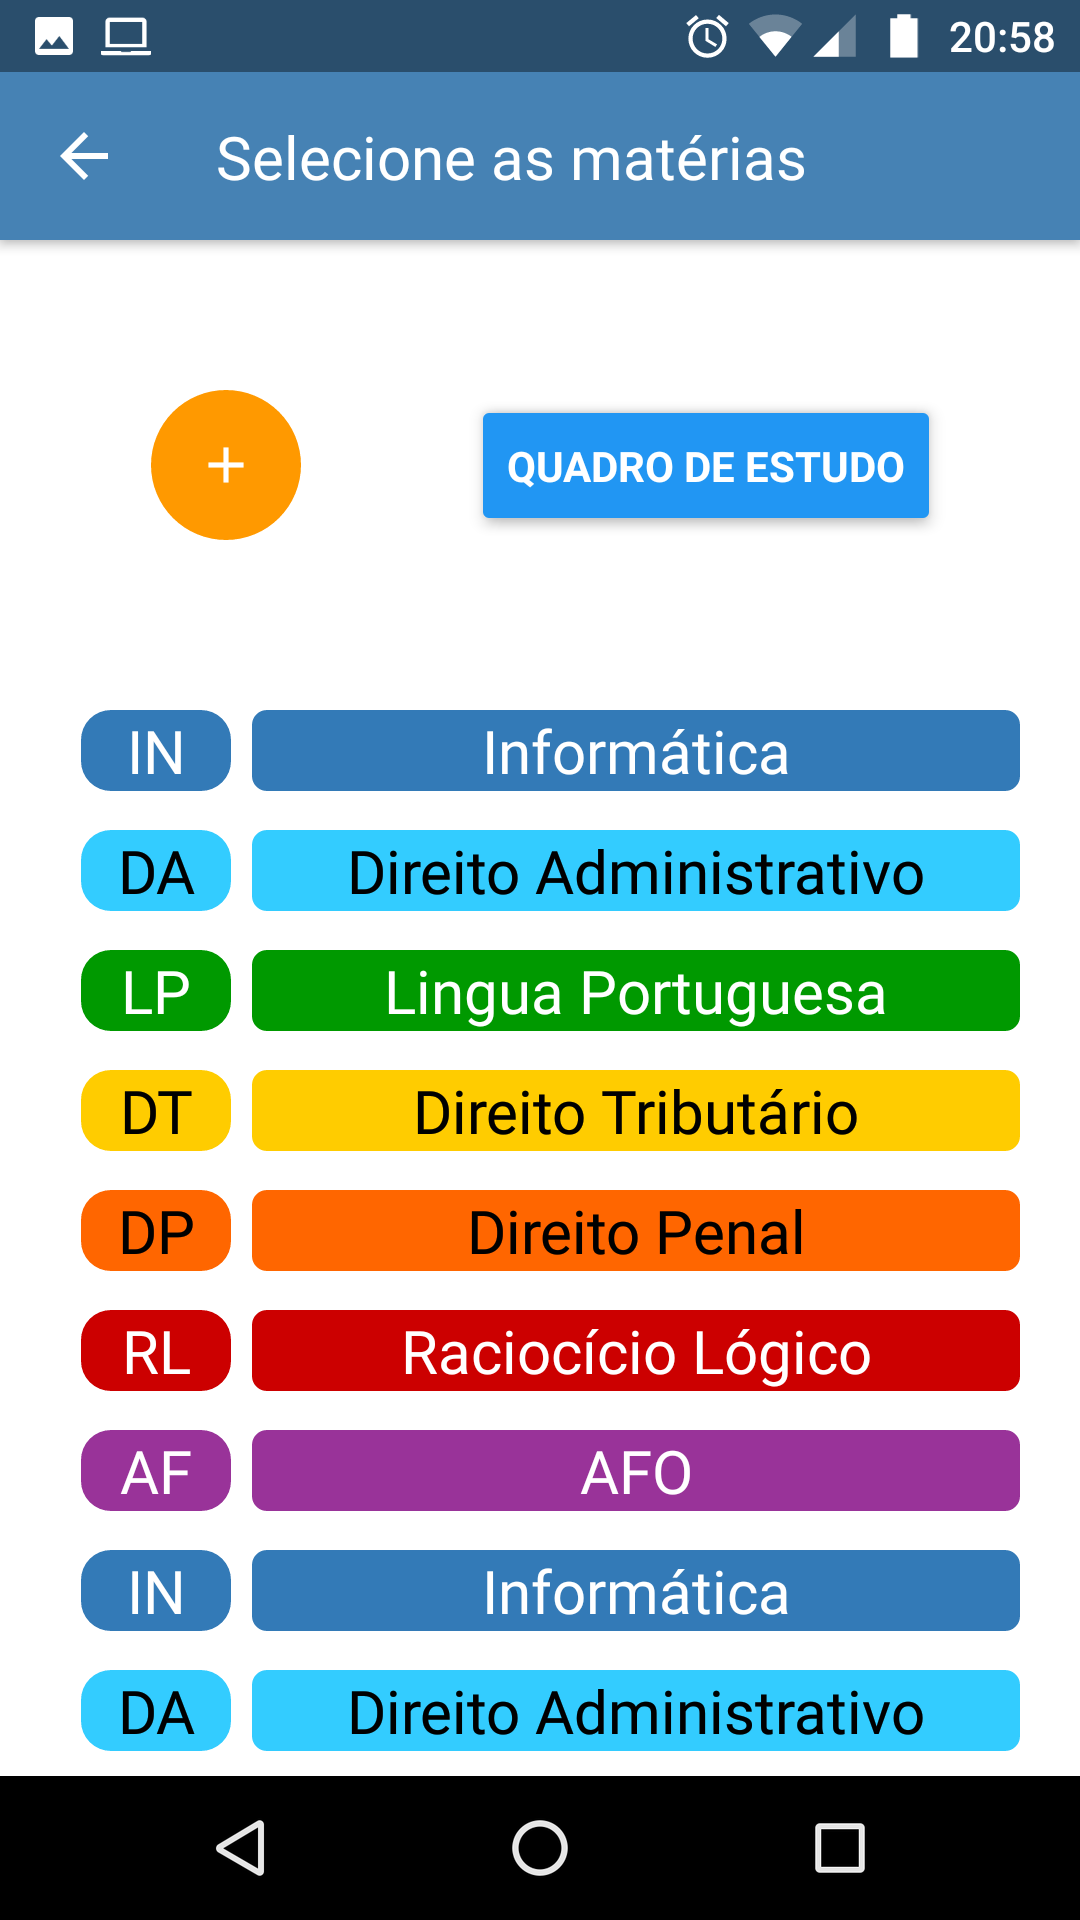 20:58
Selecione as matérias
+
QUADRO DE ESTUDO
IN Informática
DA Direito Administrativo
LP Lingua Portuguesa
DT Direito Tributário
DP Direito Penal
RL Raciocício Lógico
AF AFO
IN Informática
DA Direito Administrativo